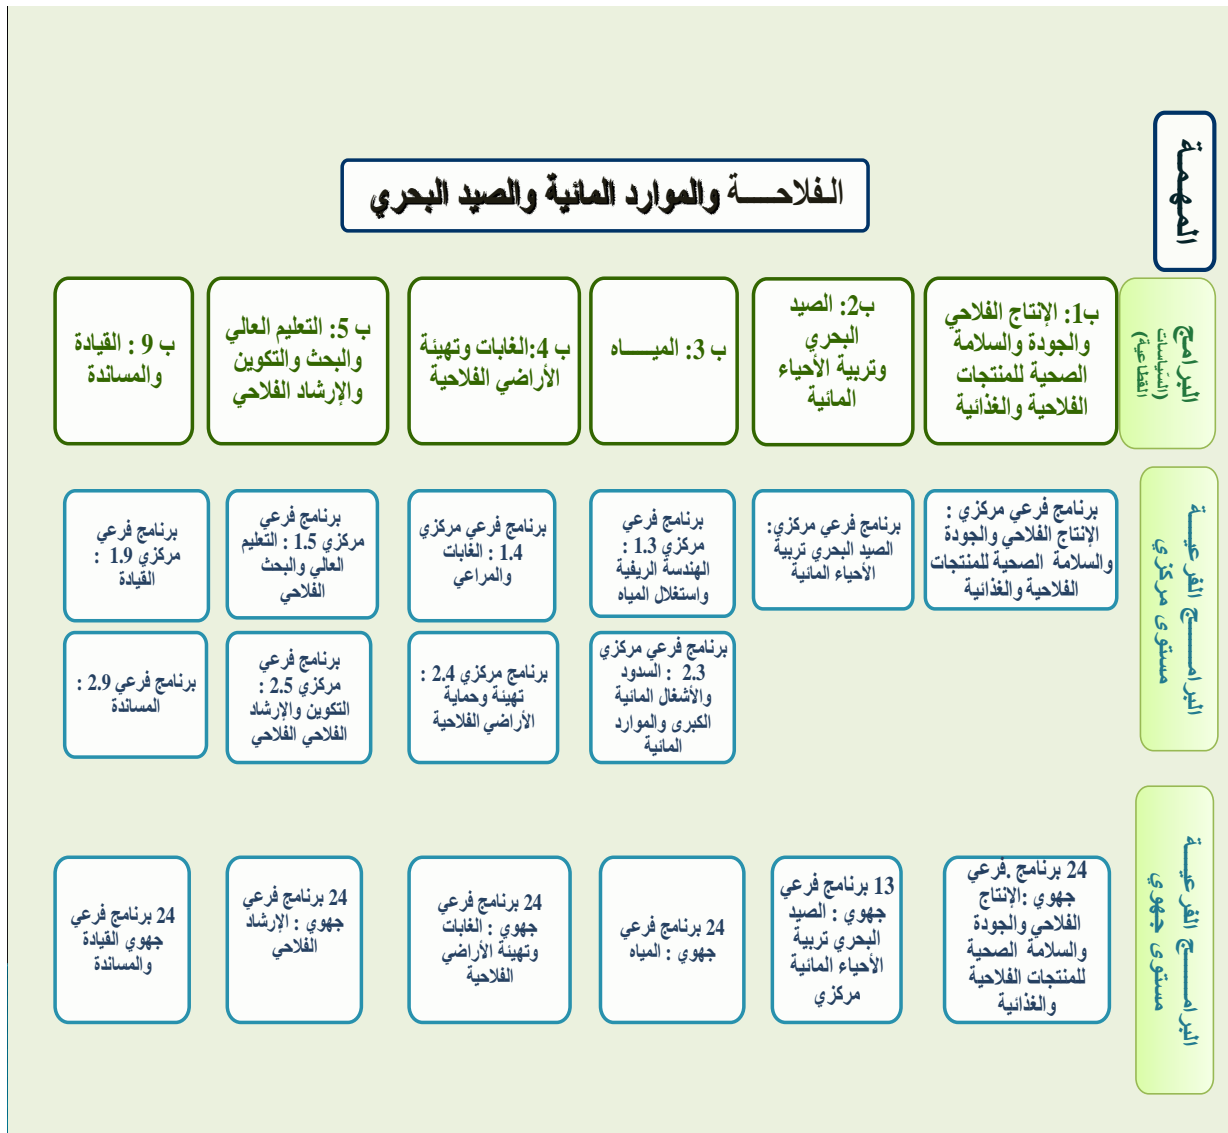 المهمة
الفلاحــــة والموارد المائية والصيد البحري
البرامج
(السياسات
القطاعية)
ب1: الإنتاج الفلاحي
والجودة والسلامة
الصحية للمنتجات
الفلاحية والغذائية
ب2: الصيد
البحري
وتربية الأحياء
المائية
ب 3: الميـــــاه
ب 4:الغابات وتهيئة
الأراضي الفلاحية
ب 5: التعليم العالي
والبحث والتكوين
والإرشاد الفلاحي
ب 9 : القيادة
والمساندة
البرامــــــج الفرعيــــة
مستوى مركزي
برنامج فرعي مركزي :
الإنتاج الفلاحي والجودة
والسلامة الصحية للمنتجات
الفلاحية والغذائية
برنامج فرعي مركزي:
الصيد البحري تربية
الأحياء المائية
برنامج فرعي
مركزي 1.3 :
الهندسة الريفية
واستغلال المياه
برنامج فرعي مركزي
1.4 : الغابات
والمراعي
برنامج فرعي
مركزي 1.5 : التعليم
العالي والبحث
الفلاحي
برنامج فرعي
مركزي 1.9 :
القيادة
برنامج فرعي مركزي
2.3 : السدود
والأشغال المائية
الكبرى والموارد
المائية
برنامج مركزي 2.4 :
تهيئة وحماية
الأراضي الفلاحية
برنامج فرعي
مركزي 2.5 :
التكوين والإرشاد
الفلاحي الفلاحي
برنامج فرعي 2.9 :
المساندة
البرامــــــج الفرعيــــة
مستوى جهوي
24 برنامج .فرعي
جهوي :الإنتاج
الفلاحي والجودة
والسلامة الصحية
للمنتجات الفلاحية
والغذائية
13 برنامج فرعي
جهوي : الصيد
البحري تربية
الأحياء المائية
مركزي
24 برنامج فرعي
جهوي : المياه
24 برنامج فرعي
جهوي : الغابات
وتهيئة الأراضي
الفلاحية
24 برنامج فرعي
جهوي : الإرشاد
الفلاحي
24 برنامج فرعي
جهوي القيادة
والمساندة